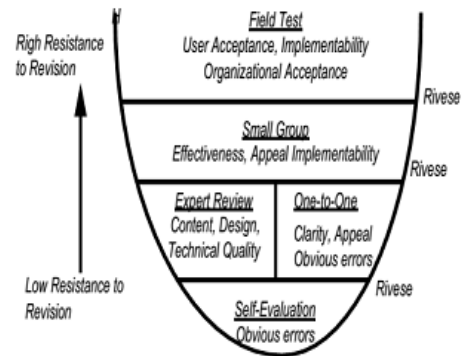 H
Field Test
User Acceptance, Implementability
Organizational Acceptance
Righ Resistance
to Revision
Rivese
Small Group
Effectiveness, Appeal Implementability
Rivese
Expert Review
Content, Design,
Technical Quality
One-to-One
Clarity, Appeal
Obvious errors
Low Resistance to
Revision
Rivese
Self-Evaluation
Obvious errors